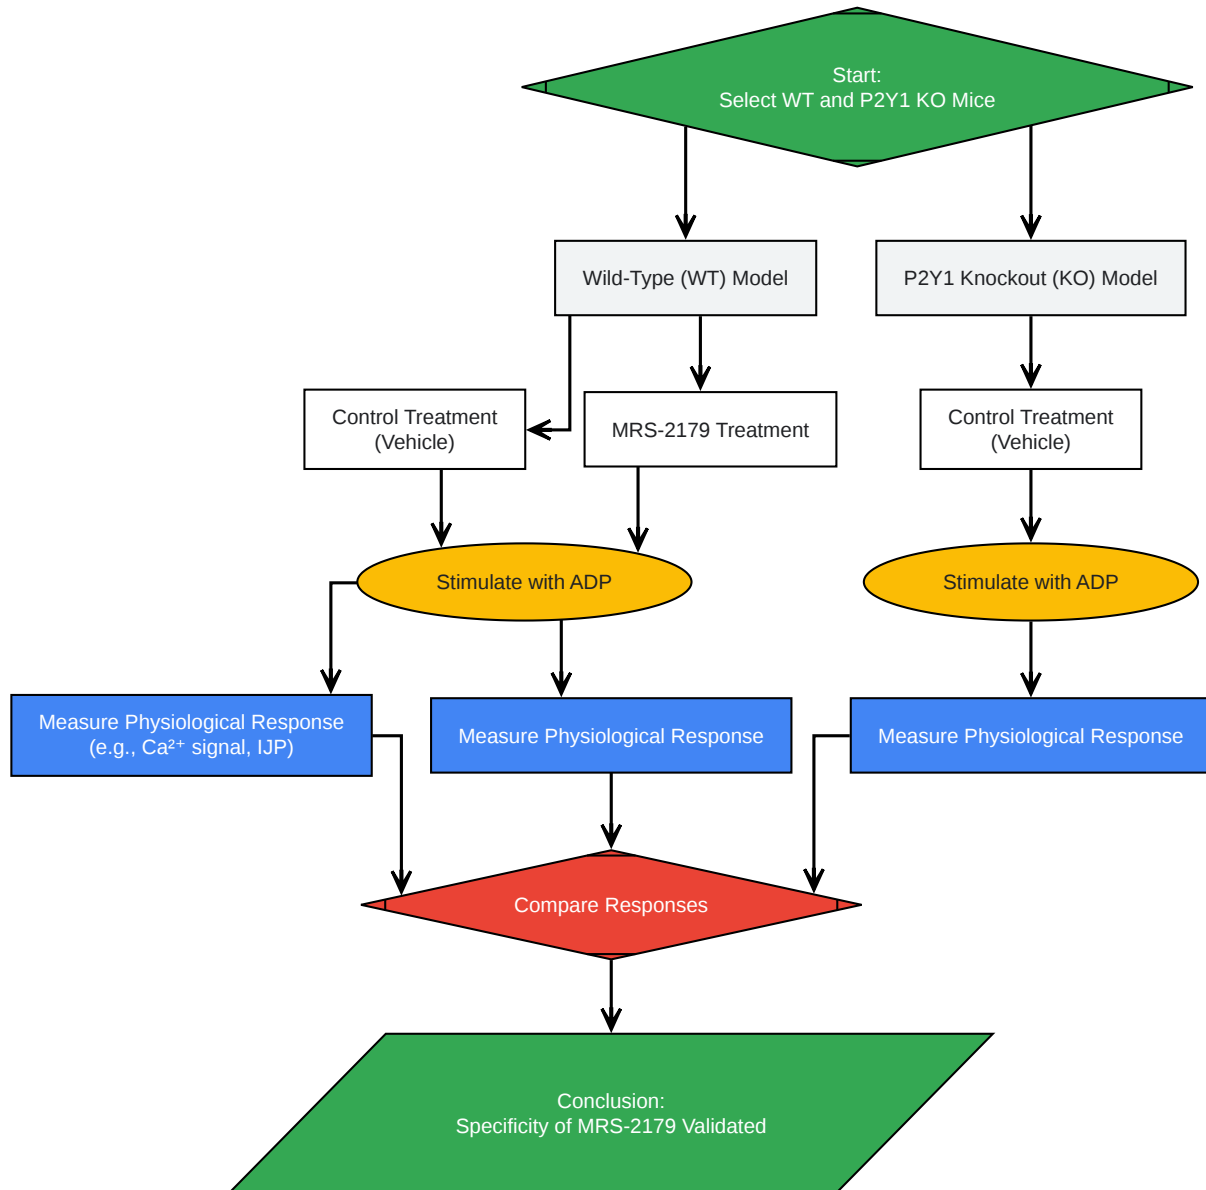 Start:
Select WT and P2Y1 KO Mice
Wild-Type (WT) Model
P2Y1 Knockout (KO) Model
Control Treatment
(Vehicle)
MRS-2179 Treatment
Control Treatment
(Vehicle)
Stimulate with ADP
Stimulate with ADP
Measure Physiological Response
(e.g., Ca²⁺ signal, IJP)
Measure Physiological Response
Measure Physiological Response
Compare Responses
Conclusion:
Specificity of MRS-2179 Validated